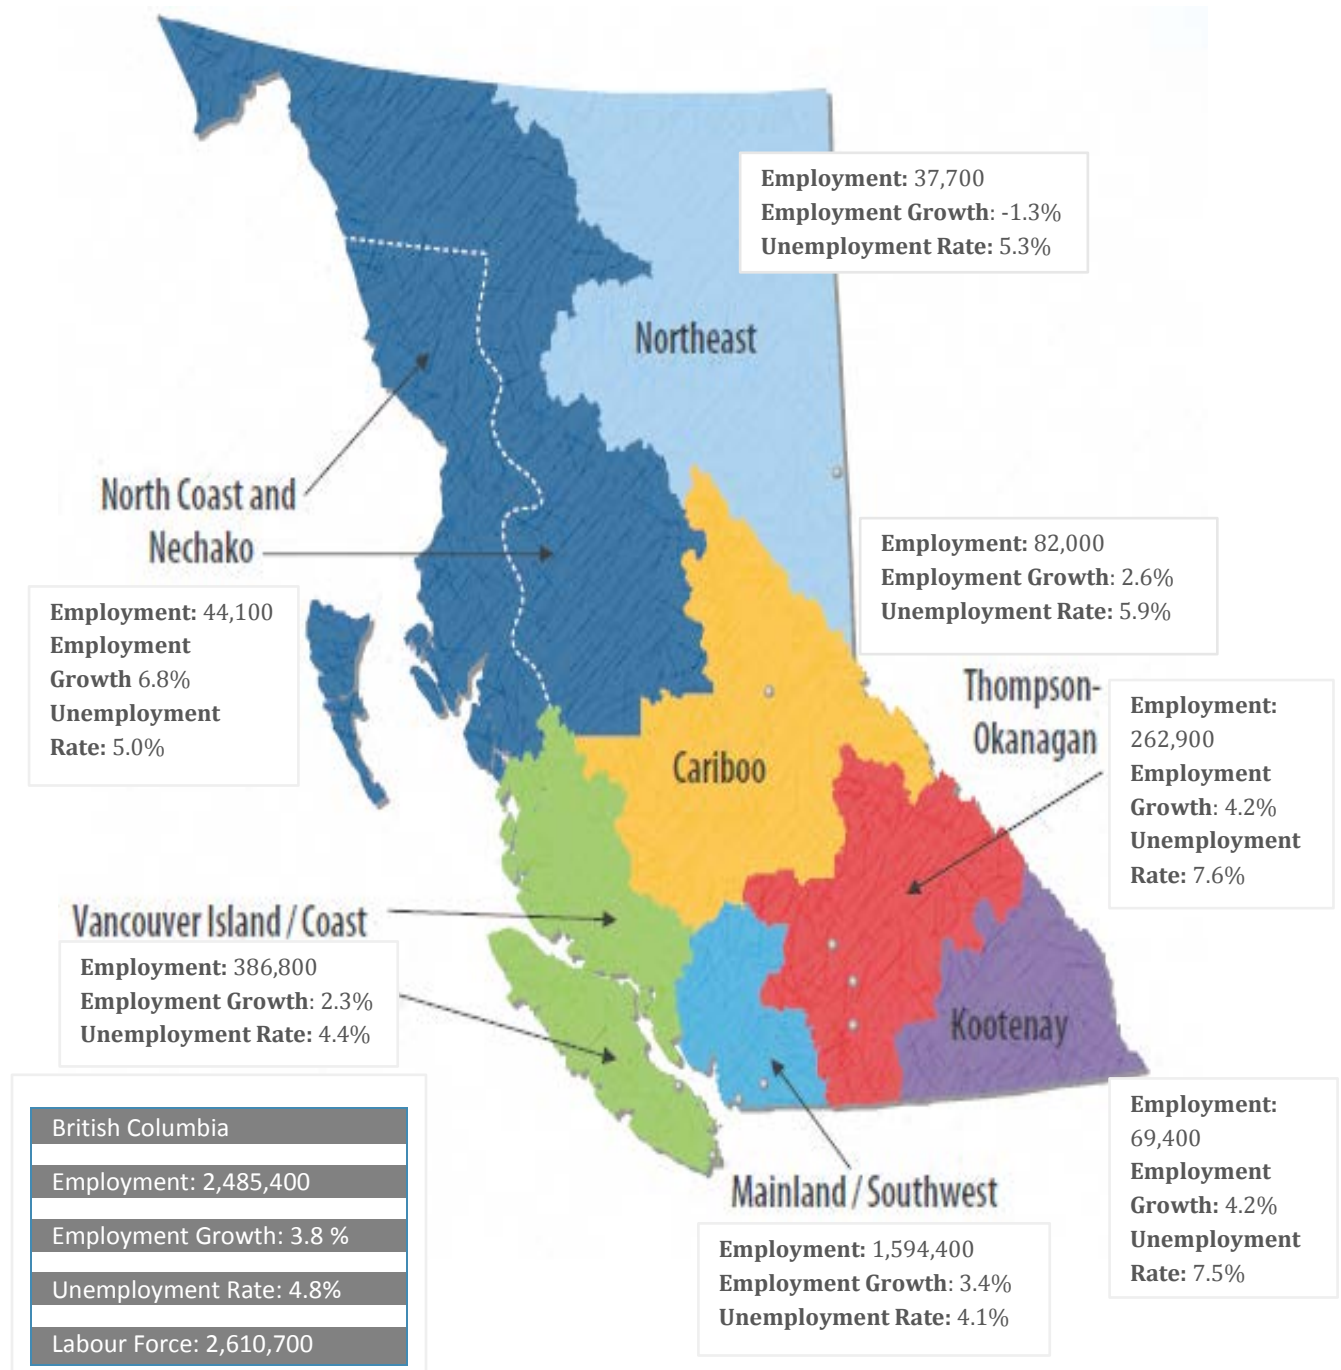 Employment: 37,700
Employment Growth: -1.3%
Unemployment Rate: 5.3%
Northeast
North Coast and
Nechako
Employment: 44,100
Employment
Growth 6.8%
Unemployment
Rate: 5.0%
Employment: 82,000
Employment Growth: 2.6%
Unemployment Rate: 5.9%
Cariboo
Thompson-
Okanagan
Employment:
262,900
Employment
Growth: 4.2%
Unemployment
Rate: 7.6%
Vancouver Island / Coast
Employment: 386,800
Employment Growth: 2.3%
Unemployment Rate: 4.4%
Kootenay
Employment:
69,400
Employment
Growth: 4.2%
Unemployment
Rate: 7.5%
Mainland / Southwest
Employment: 1,594,400
Employment Growth: 3.4%
Unemployment Rate: 4.1%
British Columbia
Employment: 2,485,400
Employment Growth: 3.8 %
Unemployment Rate: 4.8%
Labour Force: 2,610,700